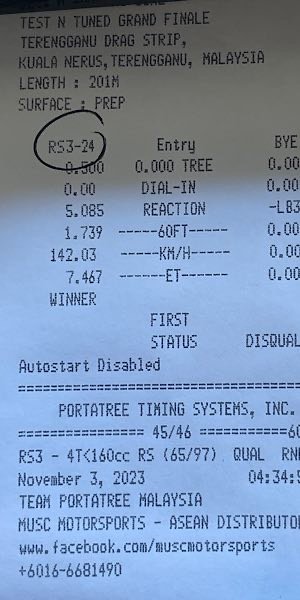 TEST N TUNED GRAND FINALE
TERENGGANU DRAG STRIP,
KUALA NERUS,TERENGGANU, MALAYSIA
LENGTH : 201M
SURFACE : PREP
RS3-24 Entry BYE
0.500 0.000 TREE 0.00
0.00 DIAL-IN 0.00
5.085 REACTION -LB3
1.739 -----60FT----- 0.00
142.03 -----KM/H----- 0.00
7.467 ------ET------ 0.00
WINNER
FIRST
STATUS DISQUAL
Autostart Disabled
PORTATREE TIMING SYSTEMS, INC.
=============== 45/46 ===========60
RS3 - 4T<160cc RS (65/97) QUAL RN
November 3, 2023 04:34:5
TEAM PORTATREE MALAYSIA
MUSC MOTORSPORTS - ASEAN DISTRIBUTO
www.facebook.com/muscmotorsports
+6016-6681490